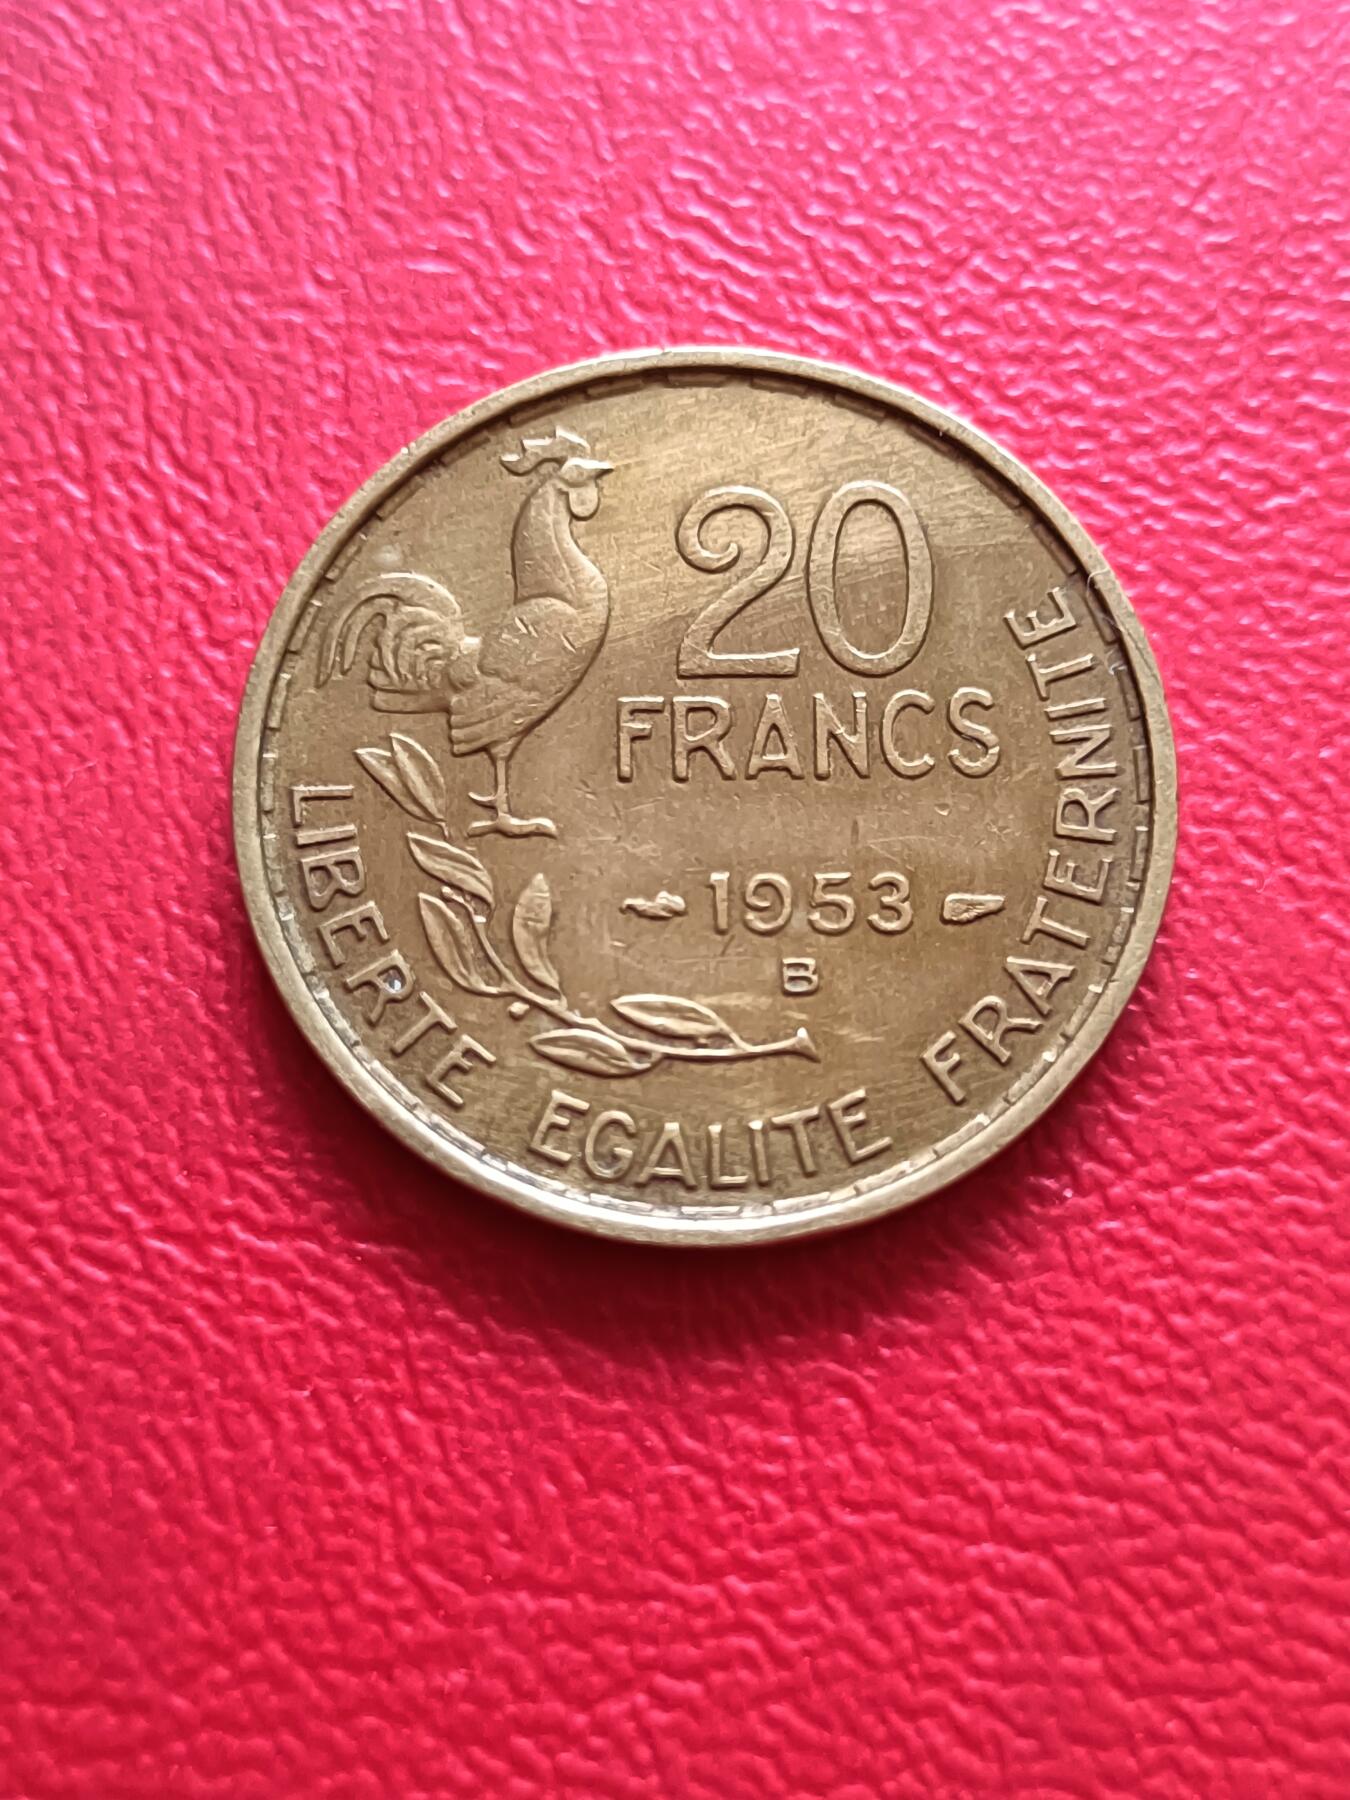 20
FRANCS
1953
B
LIBERTE EGALITE FRATERNITE